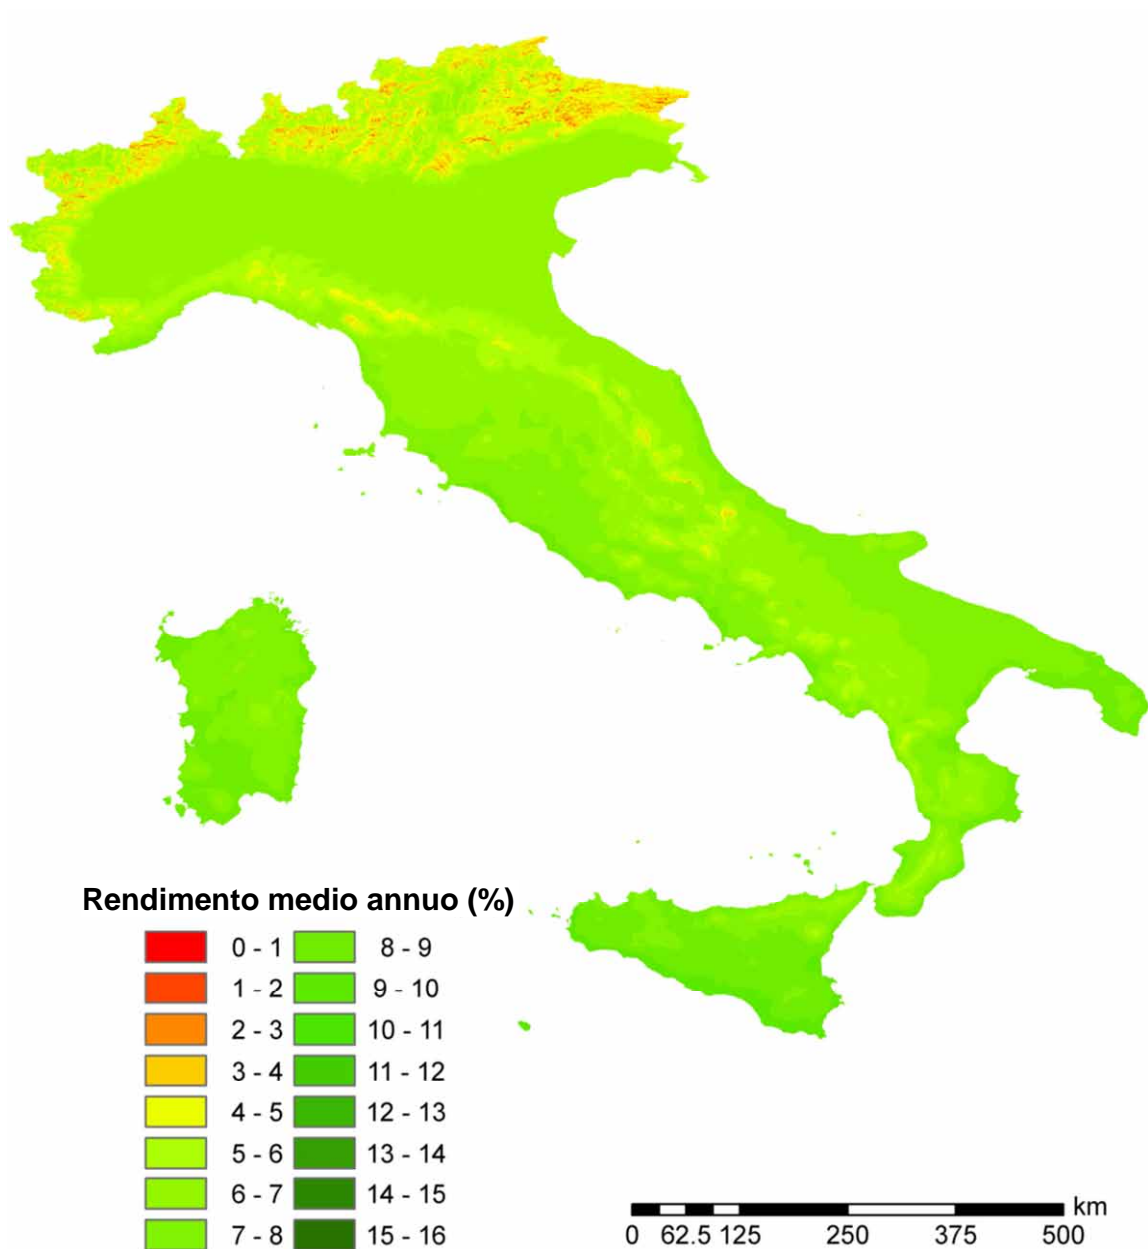 Rendimento medio annuo (%)
0 - 1 8 - 9
1 - 2 9 - 10
2 - 3 10 - 11
3 - 4 11 - 12
4 - 5 12 - 13
5 - 6 13 - 14
6 - 7 14 - 15
7 - 8 15 - 16
km
0 62.5 125 250 375 500